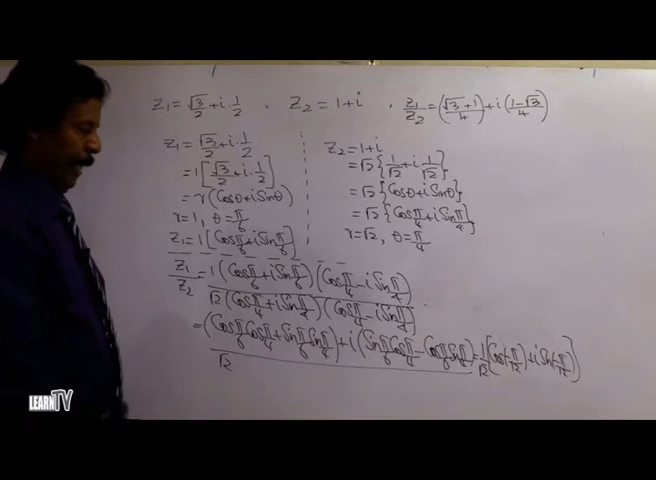 Z₁ = √3/2 + i 1/2 , Z₂ = 1 + i , Z₁/Z₂ = ((√3+1)/4) + i((1-√3)/4)
Z₁ = √3/2 + i 1/2
= 1[√3/2 + i 1/2]
= r(Cosθ + iSinθ)
r = 1, θ = π/6
Z₁ = 1[Cosπ/6 + iSinπ/6]
Z₂ = 1 + i
= √2{1/√2 + i 1/√2}
= √2{Cosθ + iSinθ}
= √2{Cosπ/4 + iSinπ/4}
r = √2, θ = π/4
Z₁/Z₂ = 1(Cosπ/6 + iSinπ/6)(Cosπ/4 - iSinπ/4)
√2(Cosπ/4 + iSinπ/4)(Cosπ/4 - iSinπ/4)
= (Cosπ/6 Cosπ/4 + Sinπ/6 Sinπ/4) + i(Sinπ/6 Cosπ/4 - Cosπ/6 Sinπ/4) = 1/√2[Cos(-π/12) + iSin(-π/12)]
√2
LEARN TV